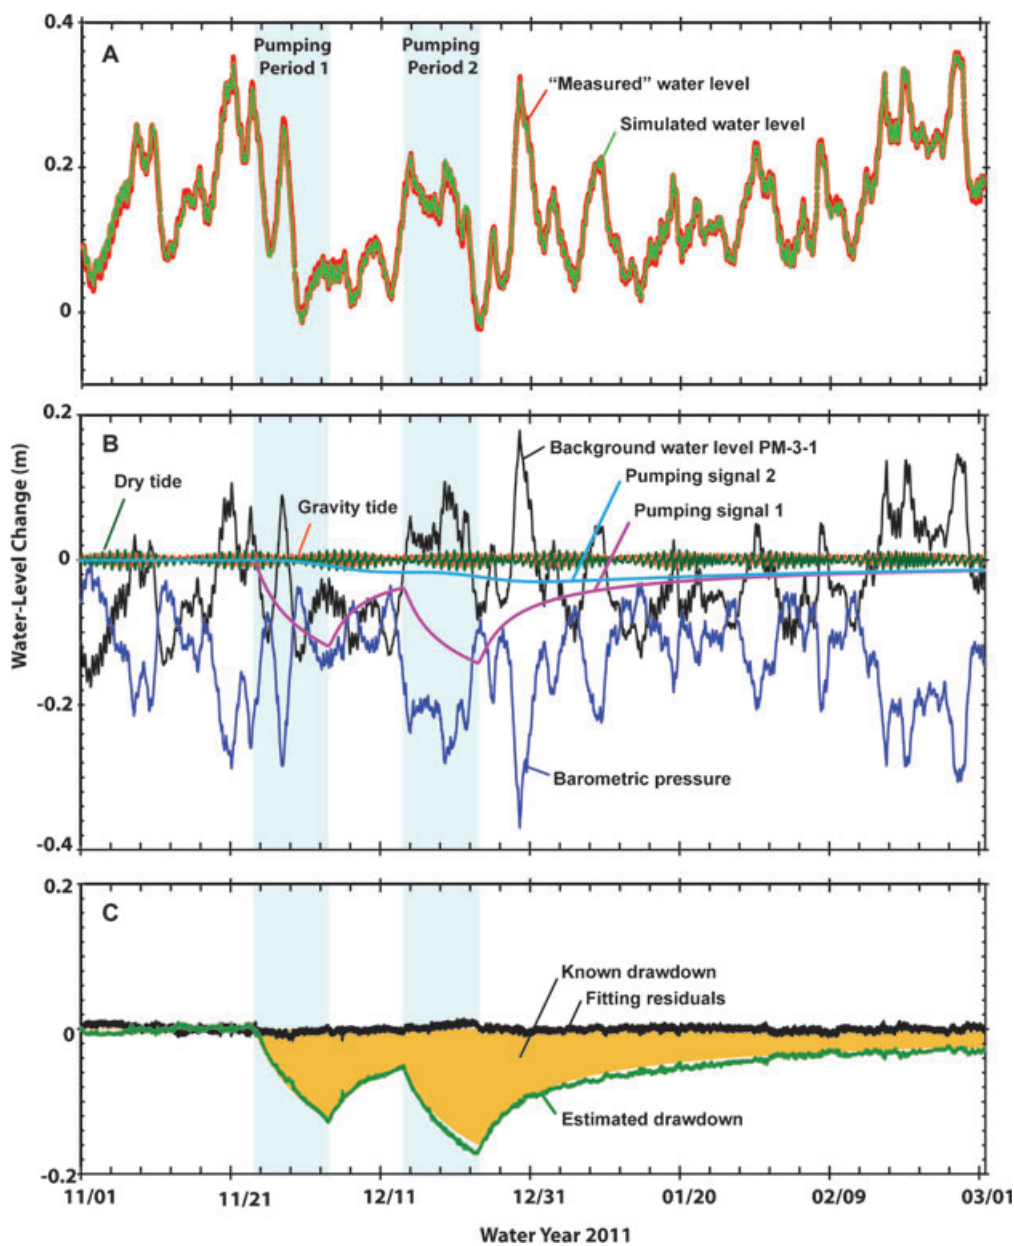 0.4
A
Pumping
Period 1
Pumping
Period 2
“Measured” water level
Simulated water level
0.2
0
0.2
B
Background water level PM-3-1
Pumping signal 2
Dry tide
Gravity tide
Pumping signal 1
0
-0.2
Barometric pressure
-0.4
Water-Level Change (m)
0.2
C
Known drawdown
Fitting residuals
0
Estimated drawdown
-0.2
11/01
11/21
12/11
12/31
01/20
02/09
03/01
Water Year 2011